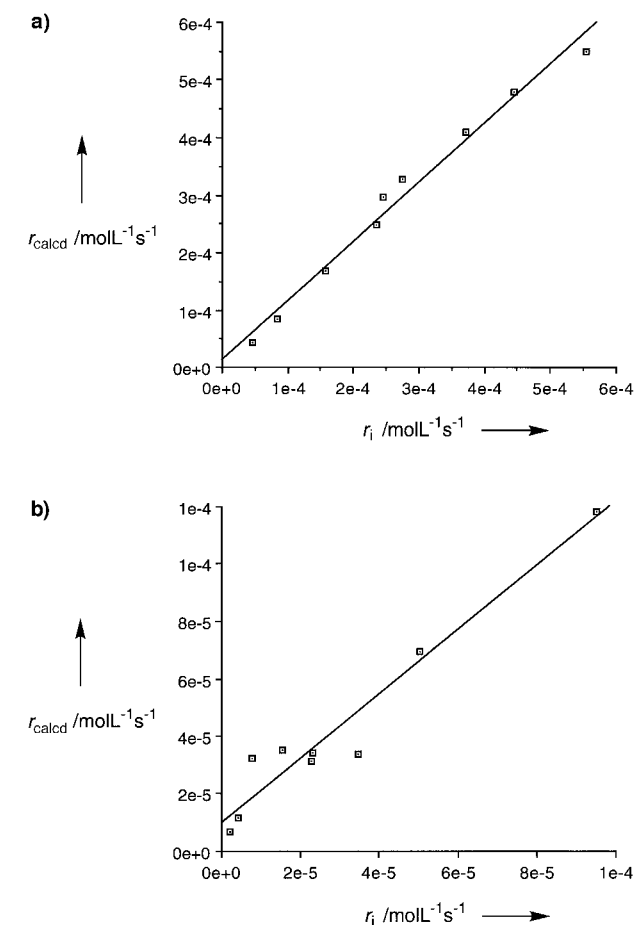 a)
6e-4
5e-4
4e-4
3e-4
2e-4
1e-4
0e+0
r_calcd /molL⁻¹s⁻¹
0e+0 1e-4 2e-4 3e-4 4e-4 5e-4 6e-4
r_i /molL⁻¹s⁻¹
b)
1e-4
1e-4
8e-5
6e-5
4e-5
2e-5
0e+0
r_calcd /molL⁻¹s⁻¹
0e+0 2e-5 4e-5 6e-5 8e-5 1e-4
r_i /molL⁻¹s⁻¹